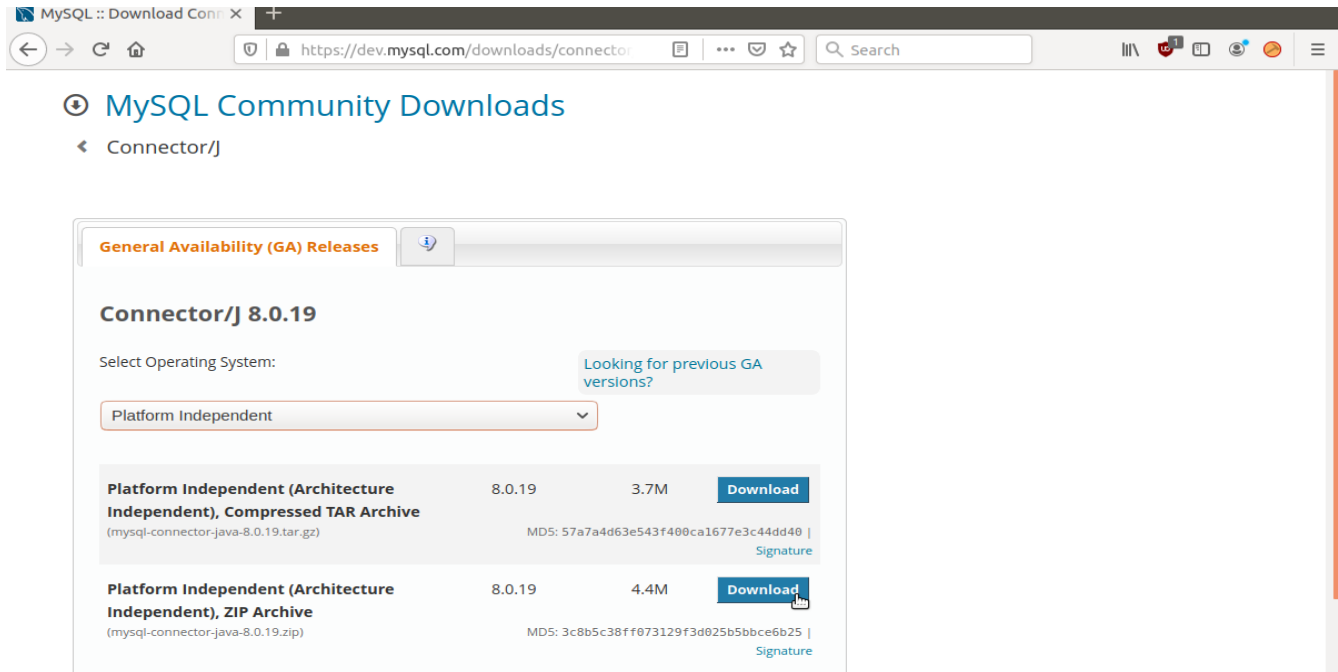 MySQL :: Download Conn
https://dev.mysql.com/downloads/connector
Search
1
MySQL Community Downloads
Connector/J
General Availability (GA) Releases
Connector/J 8.0.19
Select Operating System:
Looking for previous GA
versions?
Platform Independent
Platform Independent (Architecture 8.0.19 3.7M Download
Independent), Compressed TAR Archive
(mysql-connector-java-8.0.19.tar.gz) MD5: 57a7a4d63e543f400ca1677e3c44dd40 |
Signature
Platform Independent (Architecture 8.0.19 4.4M Download
Independent), ZIP Archive
(mysql-connector-java-8.0.19.zip) MD5: 3c8b5c38ff073129f3d025b5bbce6b25 |
Signature